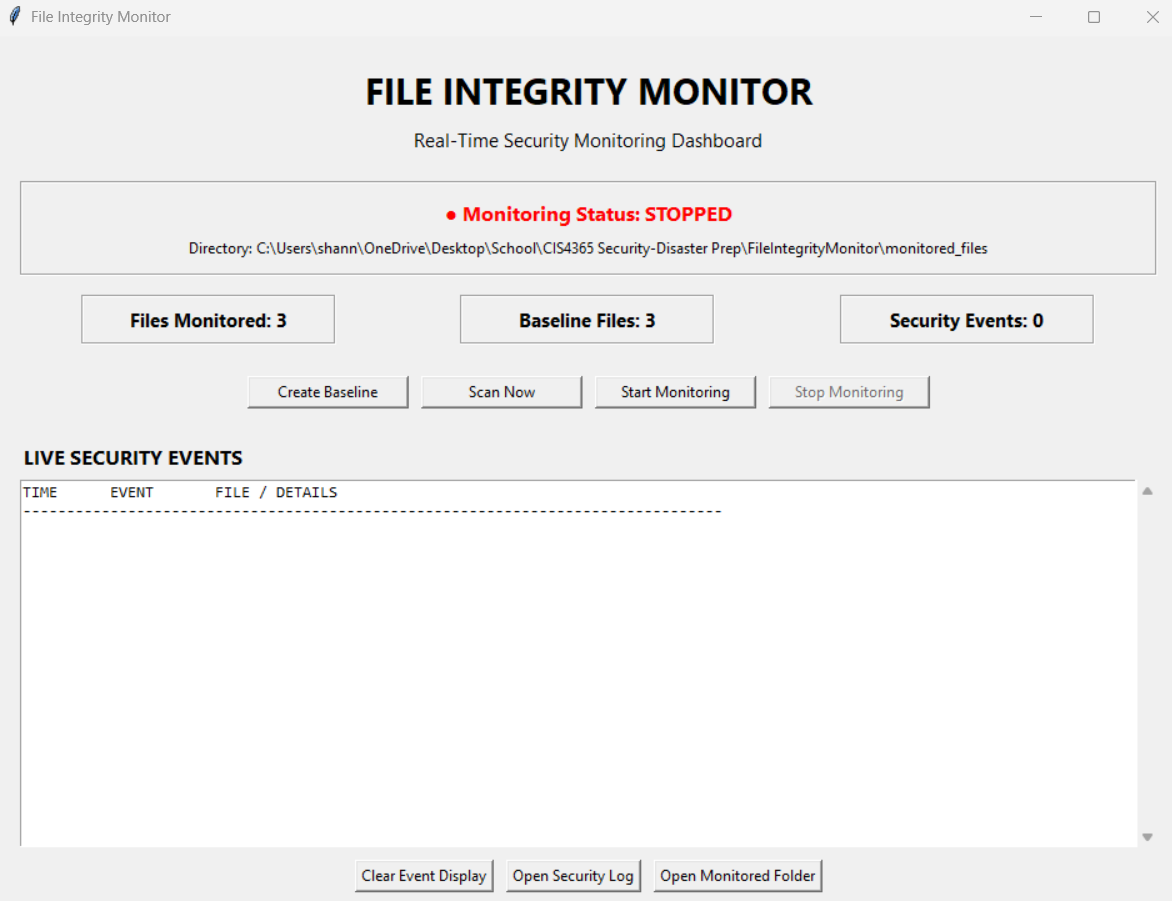 File Integrity Monitor
FILE INTEGRITY MONITOR
Real-Time Security Monitoring Dashboard
● Monitoring Status: STOPPED
Directory: C:\Users\shann\OneDrive\Desktop\School\CIS4365 Security-Disaster Prep\FileIntegrityMonitor\monitored_files
Files Monitored: 3
Baseline Files: 3
Security Events: 0
Create Baseline
Scan Now
Start Monitoring
Stop Monitoring
LIVE SECURITY EVENTS
TIME      EVENT       FILE / DETAILS
--------------------------------------------------------------------------------
Clear Event Display
Open Security Log
Open Monitored Folder